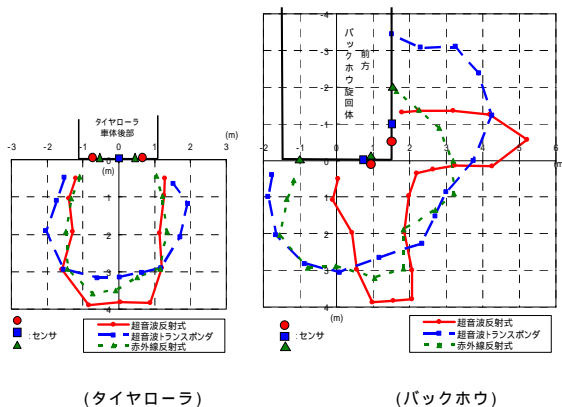 タイヤローラ
車体後部
(m)
-3 -2 -1 0 1 2 3
(m)
1
2
3
4
:センサ
超音波反射式
超音波トランスポンダ
赤外線反射式
(タイヤローラ)
バックホウ旋回体
前方
-4
-3
-2
-1
0
1
2
3
4
(m)
-2 -1 0 1 2 3 4 5 6
(m)
:センサ
超音波反射式
超音波トランスポンダ
赤外線反射式
(バックホウ)